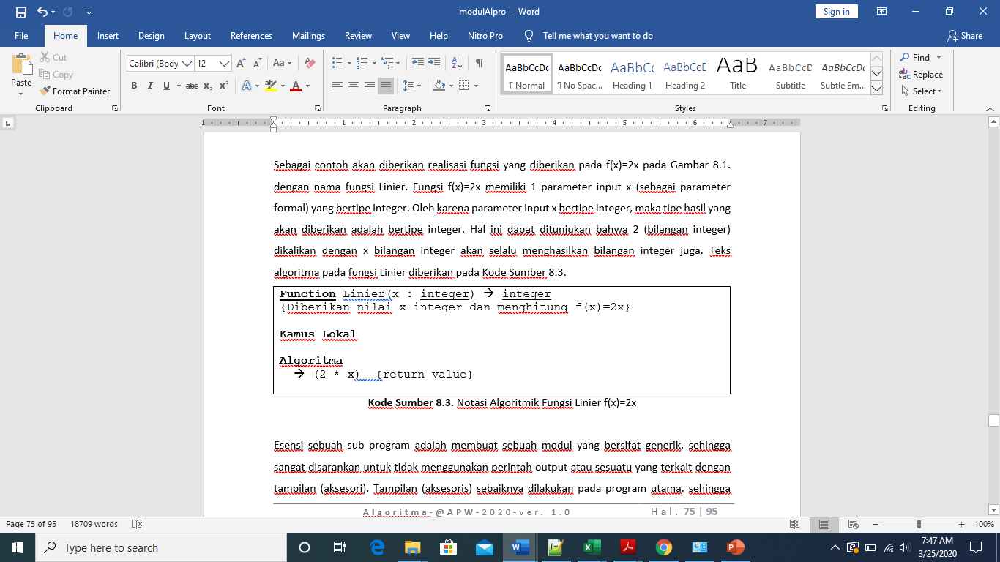 modulAlpro - Word
Sign in
File Home Insert Design Layout References Mailings Review View Help Nitro Pro Tell me what you want to do Share
Paste
Cut
Copy
Format Painter
Clipboard
Calibri (Body 12
Font
Paragraph
AaBbCcDc AaBbCcDc AaBbCc AaBbCcD AaB AaBbCcD AaBbCcDc
¶ Normal ¶ No Spac... Heading 1 Heading 2 Title Subtitle Subtle Em...
Styles
Find
Replace
Select
Editing
1 1 2 3 4 5 6 7
Sebagai contoh akan diberikan realisasi fungsi yang diberikan pada f(x)=2x pada Gambar 8.1.
dengan nama fungsi Linier. Fungsi f(x)=2x memiliki 1 parameter input x (sebagai parameter
formal) yang bertipe integer. Oleh karena parameter input x bertipe integer, maka tipe hasil yang
akan diberikan adalah bertipe integer. Hal ini dapat ditunjukan bahwa 2 (bilangan integer)
dikalikan dengan x bilangan integer akan selalu menghasilkan bilangan integer juga. Teks
algoritma pada fungsi Linier diberikan pada Kode Sumber 8.3.
Function Linier(x : integer) → integer
{Diberikan nilai x integer dan menghitung f(x)=2x}
Kamus Lokal
Algoritma
→ (2 * x) {return value}
Kode Sumber 8.3. Notasi Algoritmik Fungsi Linier f(x)=2x
Esensi sebuah sub program adalah membuat sebuah modul yang bersifat generik, sehingga
sangat disarankan untuk tidak menggunakan perintah output atau sesuatu yang terkait dengan
tampilan (aksesori). Tampilan (aksesoris) sebaiknya dilakukan pada program utama, sehingga
Algoritma-@APW-2020-ver. 1.0 Hal. 75 | 95
Page 75 of 95 18709 words 100%
Type here to search
7:47 AM
3/25/2020